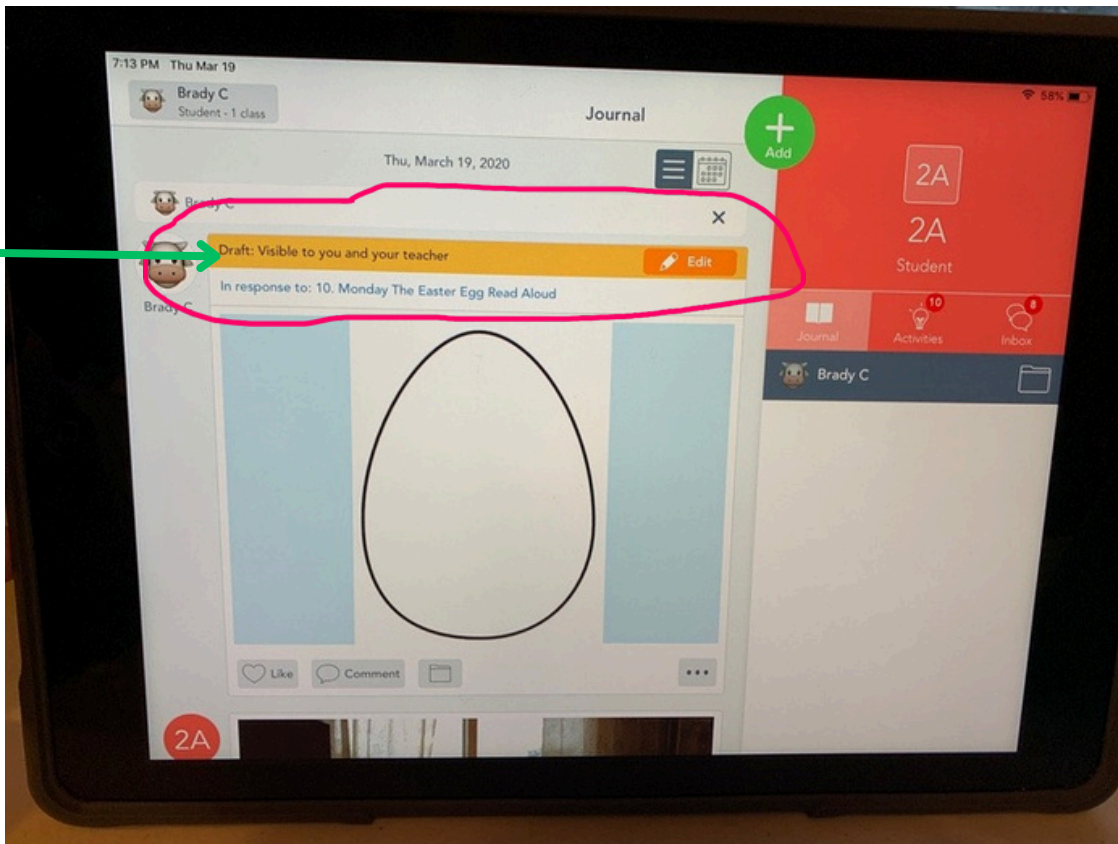 7:13 PM Thu Mar 19
58%
Brady C
Student - 1 class
Journal
Add
Thu, March 19, 2020
Brady C
Draft: Visible to you and your teacher
Edit
In response to: 10. Monday The Easter Egg Read Aloud
Brady C
Like
Comment
2A
2A
2A
Student
Journal
10
Activities
8
Inbox
Brady C